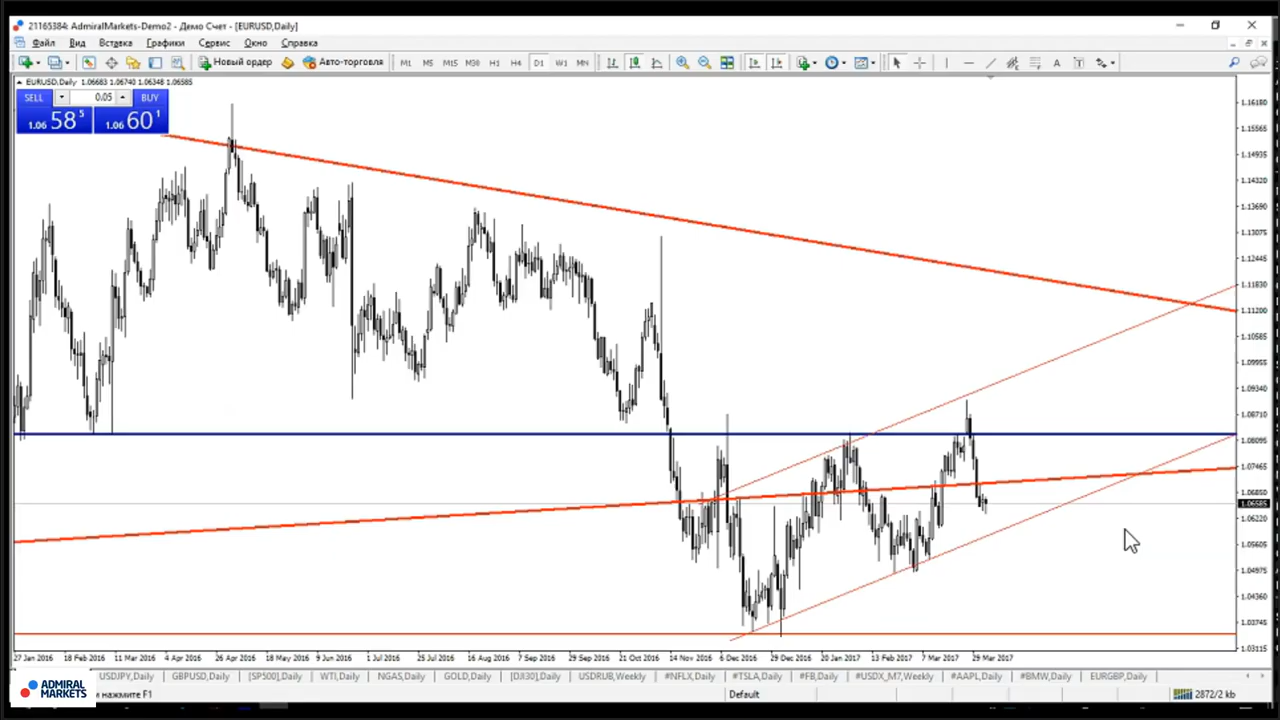 21165384: AdmiralMarkets-Demo2 - Демо Счет - [EURUSD,Daily]
Файл Вид Вставка Графики Сервис Окно Справка
Новый ордер Авто-торговля M1 M5 M15 M30 H1 H4 D1 W1 MN
EURUSD,Daily 1.06683 1.06740 1.06348 1.06585
SELL 0.05 BUY
1.06 58 5 1.06 60 1
1.16180
1.15565
1.14935
1.14320
1.13690
1.13075
1.12445
1.11830
1.11200
1.10585
1.09340
1.08710
1.08095
1.07465
1.06850
1.06585
1.06220
1.05605
1.04975
1.04360
1.03745
1.03115
27 Jan 2016 18 Feb 2016 11 Mar 2016 4 Apr 2016 26 Apr 2016 18 May 2016 9 Jun 2016 1 Jul 2016 25 Jul 2016 16 Aug 2016 7 Sep 2016 29 Sep 2016 21 Oct 2016 14 Nov 2016 6 Dec 2016 29 Dec 2016 20 Jan 2017 13 Feb 2017 7 Mar 2017 29 Mar 2017
USDJPY,Daily GBPUSD,Daily [SP500],Daily WTI,Daily NGAS,Daily GOLD,Daily [DJI30],Daily USDRUB,Weekly #NFLX,Daily #TSLA,Daily #FB,Daily #USDX_M7,Weekly #AAPL,Daily #BMW,Daily EURGBP,Daily
ADMIRAL
MARKETS
и нажмите F1 Default 2872/2 kb